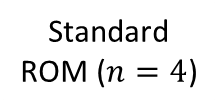 Standard
ROM (n = 4)